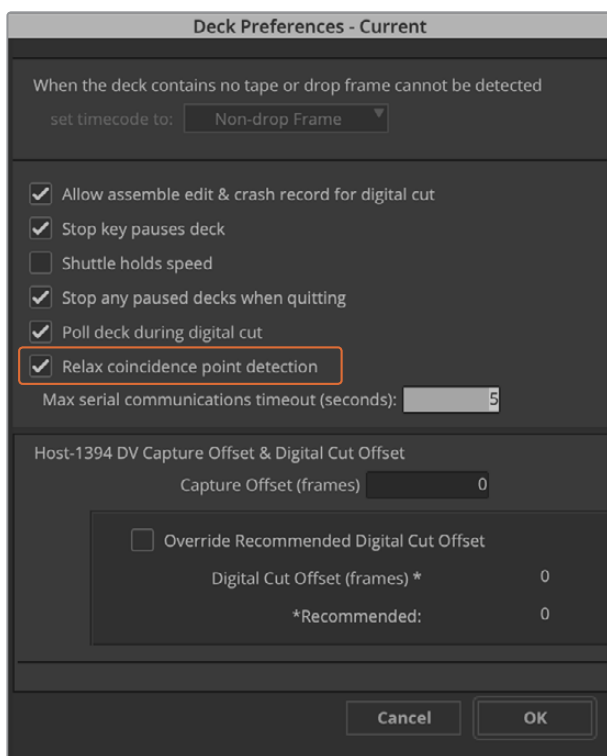 Deck Preferences - Current
When the deck contains no tape or drop frame cannot be detected
set timecode to: Non-drop Frame
Allow assemble edit & crash record for digital cut
Stop key pauses deck
Shuttle holds speed
Stop any paused decks when quitting
Poll deck during digital cut
Relax coincidence point detection
Max serial communications timeout (seconds): 5
Host-1394 DV Capture Offset & Digital Cut Offset
Capture Offset (frames) 0
Override Recommended Digital Cut Offset
Digital Cut Offset (frames) * 0
*Recommended: 0
Cancel OK